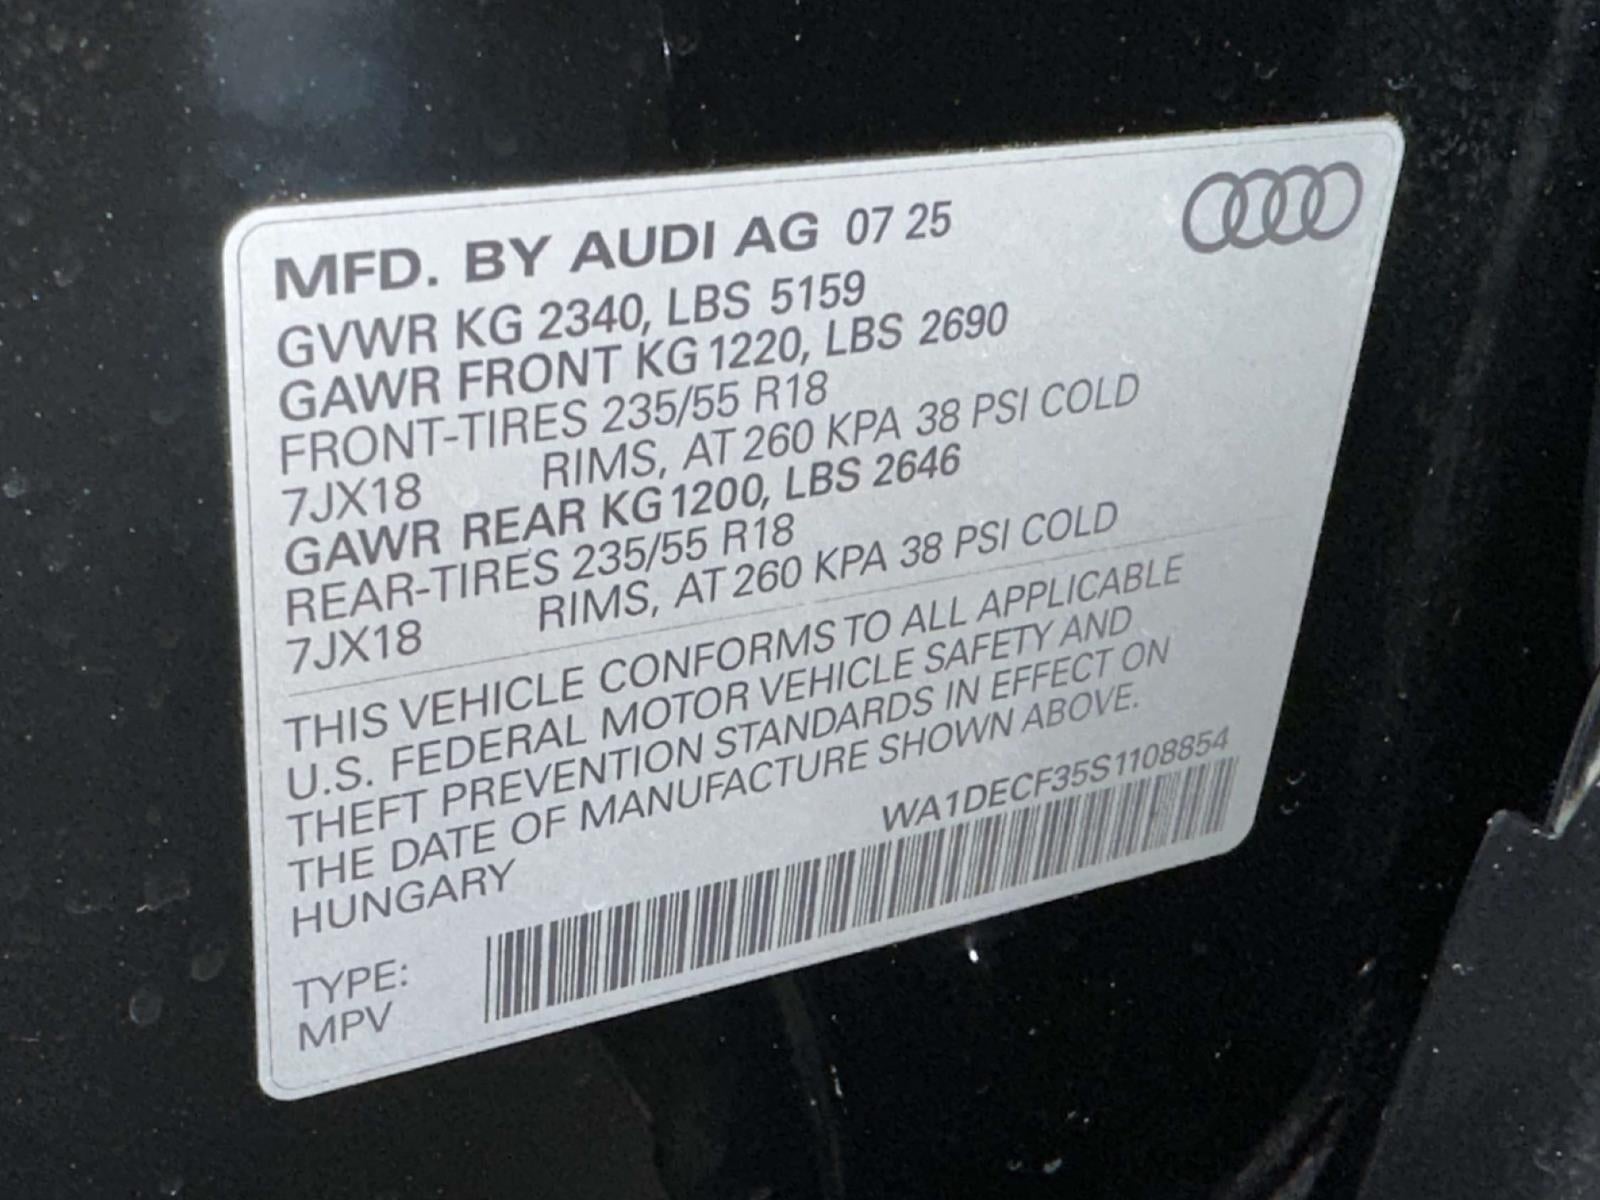 MFD. BY AUDI AG 07 25
GVWR KG 2340, LBS 5159
GAWR FRONT KG 1220, LBS 2690
FRONT-TIRES 235/55 R18
7JX18 RIMS, AT 260 KPA 38 PSI COLD
GAWR REAR KG 1200, LBS 2646
REAR-TIRES 235/55 R18
7JX18 RIMS, AT 260 KPA 38 PSI COLD
THIS VEHICLE CONFORMS TO ALL APPLICABLE
U.S. FEDERAL MOTOR VEHICLE SAFETY AND
THEFT PREVENTION STANDARDS IN EFFECT ON
THE DATE OF MANUFACTURE SHOWN ABOVE.
HUNGARY
WA1DECF35S1108854
TYPE:
MPV